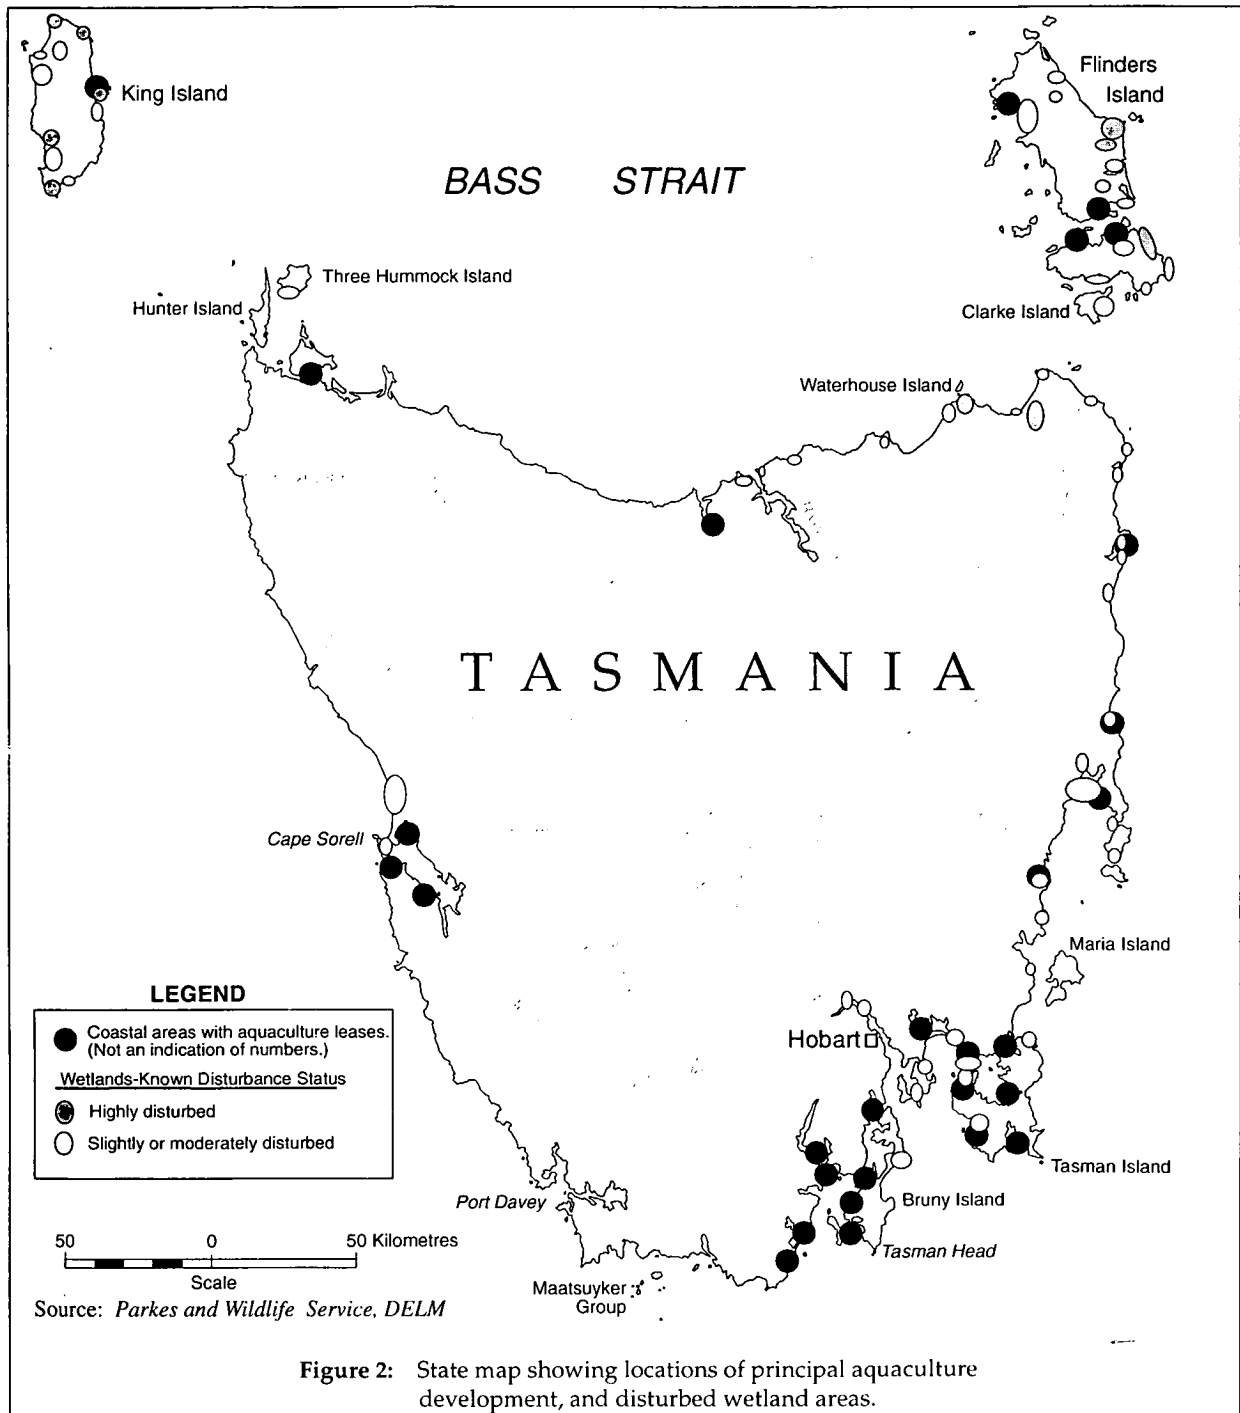 King Island
Flinders
Island
BASS STRAIT
Three Hummock Island
Hunter Island
Clarke Island
Waterhouse Island
TASMANIA
Cape Sorell
Maria Island
LEGEND
Coastal areas with aquaculture leases.
(Not an indication of numbers.)
Wetlands-Known Disturbance Status
Highly disturbed
Slightly or moderately disturbed
Hobart
Tasman Island
Port Davey
Bruny Island
Tasman Head
50 0 50 Kilometres
Scale
Maatsuyker
Group
Source: Parkes and Wildlife Service, DELM
Figure 2: State map showing locations of principal aquaculture
development, and disturbed wetland areas.